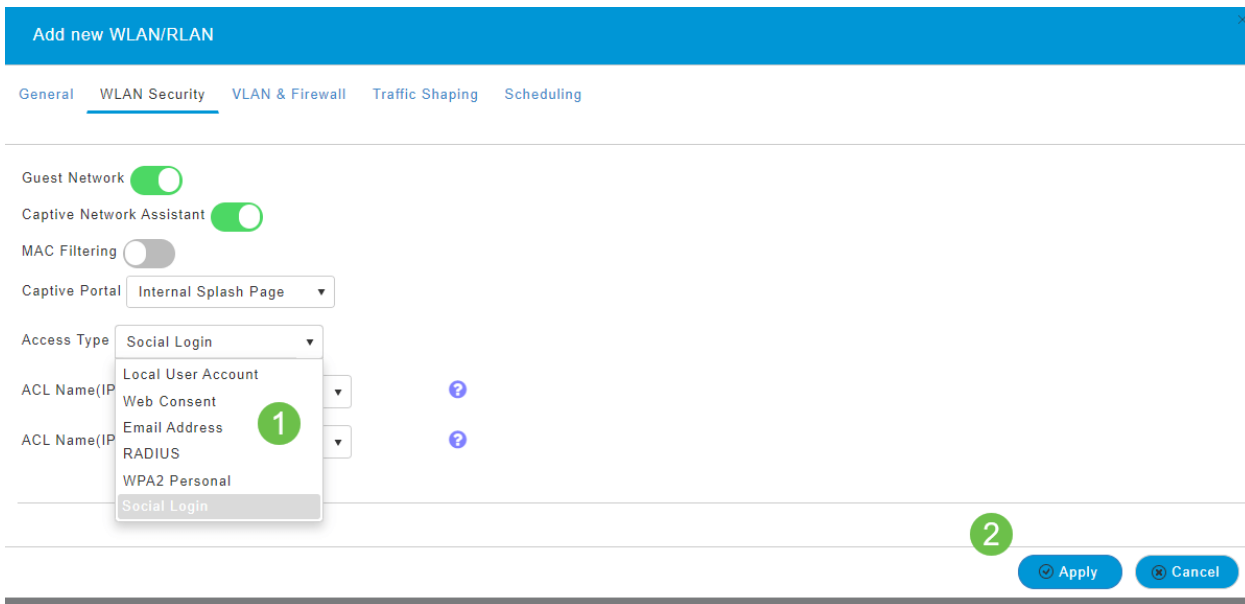 Add new WLAN/RLAN
General WLAN Security VLAN & Firewall Traffic Shaping Scheduling
Guest Network
Captive Network Assistant
MAC Filtering
Captive Portal Internal Splash Page
Access Type Social Login
Local User Account
ACL Name(IP ?
Web Consent
1
Email Address
ACL Name(IP ?
RADIUS
WPA2 Personal
Social Login
2
Apply Cancel